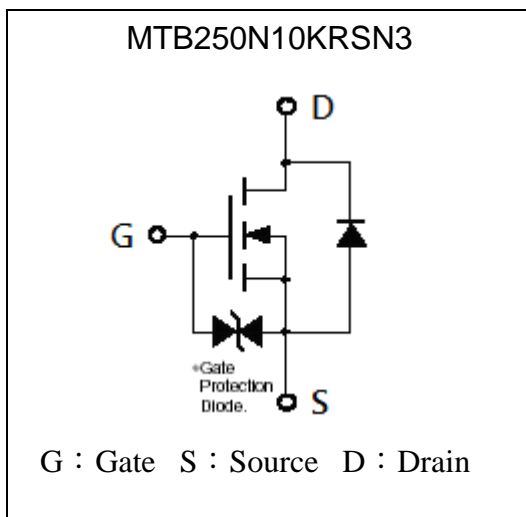 MTB250N10KRSN3
D
G
*Gate
Protection
Diode.
S
G：Gate S：Source D：Drain